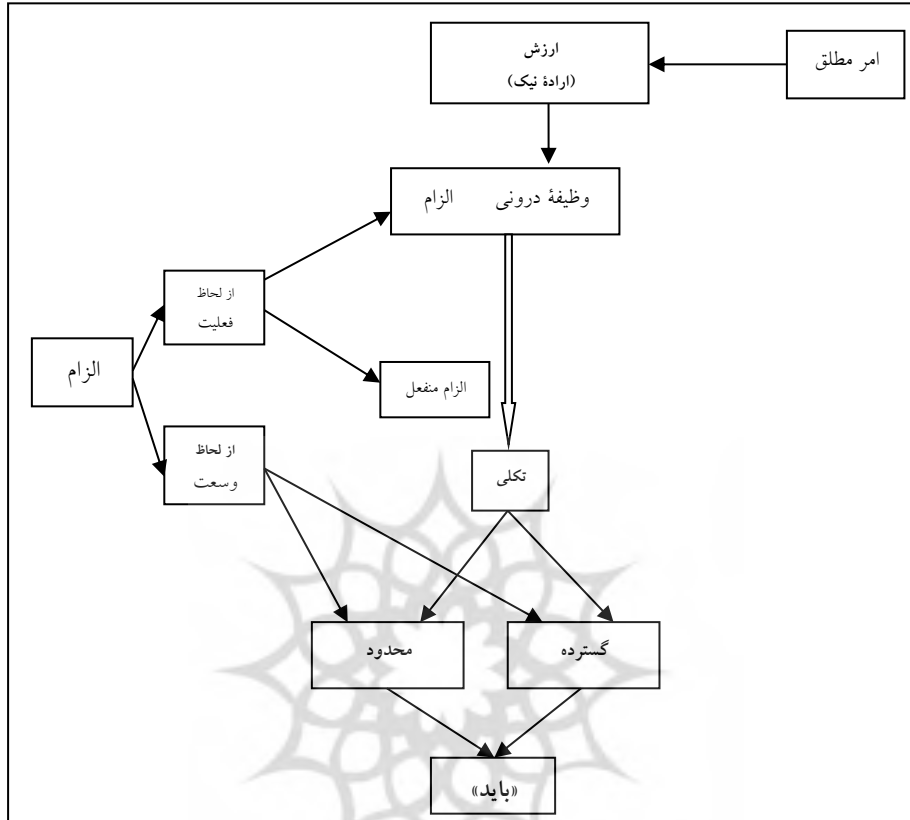 امر مطلق
ارزش
(ارادهٔ نیک)
وظیفهٔ درونی الزام
از لحاظ
فعلیت
الزام
الزام منفعل
از لحاظ
وسعت
تکلی
محدود
گسترده
«باید»